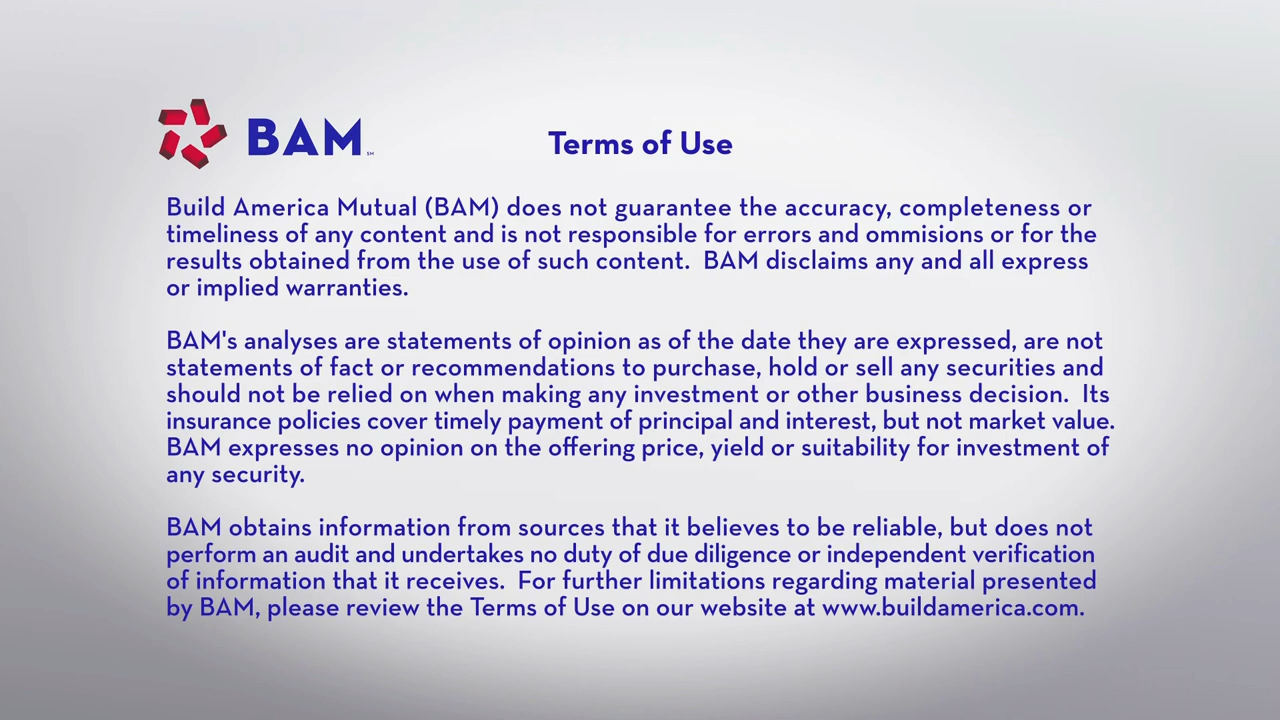 BAM SM
Terms of Use
Build America Mutual (BAM) does not guarantee the accuracy, completeness or
timeliness of any content and is not responsible for errors and ommisions or for the
results obtained from the use of such content.  BAM disclaims any and all express
or implied warranties.
BAM's analyses are statements of opinion as of the date they are expressed, are not
statements of fact or recommendations to purchase, hold or sell any securities and
should not be relied on when making any investment or other business decision.  Its
insurance policies cover timely payment of principal and interest, but not market value.
BAM expresses no opinion on the offering price, yield or suitability for investment of
any security.
BAM obtains information from sources that it believes to be reliable, but does not
perform an audit and undertakes no duty of due diligence or independent verification
of information that it receives.  For further limitations regarding material presented
by BAM, please review the Terms of Use on our website at www.buildamerica.com.